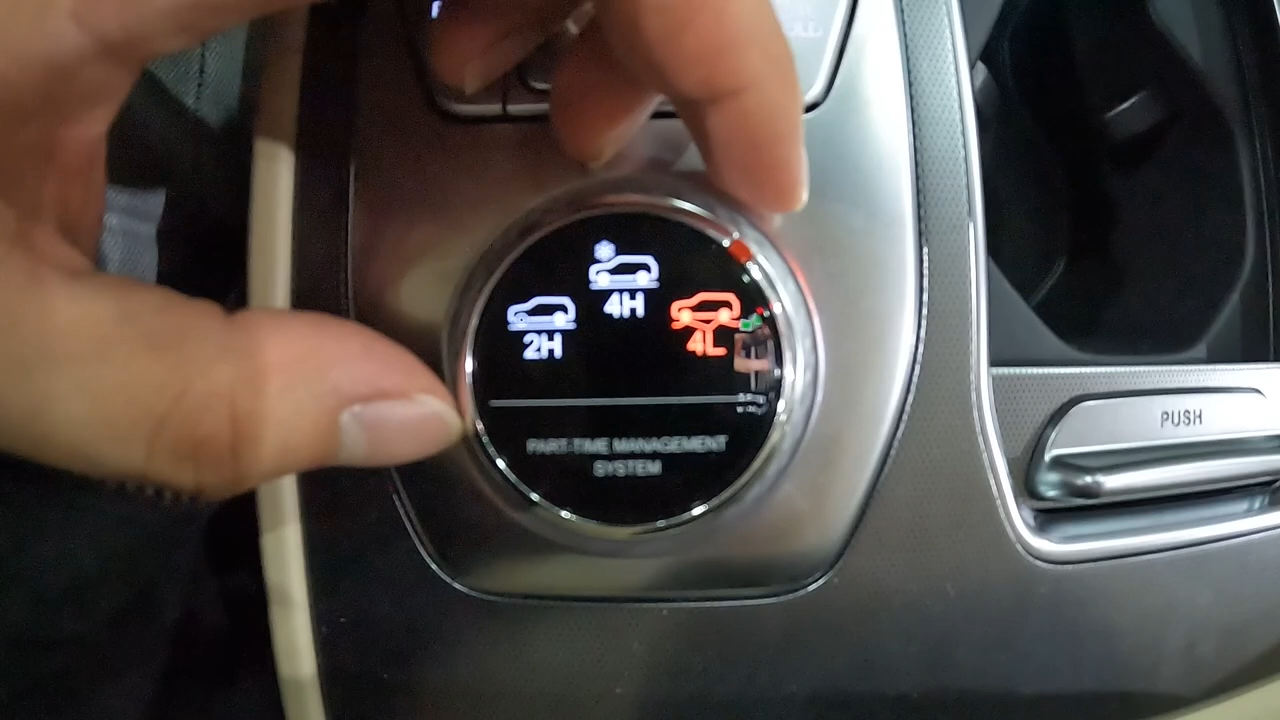 4H
2H
4L
PART-TIME MANAGEMENT
SYSTEM
PUSH